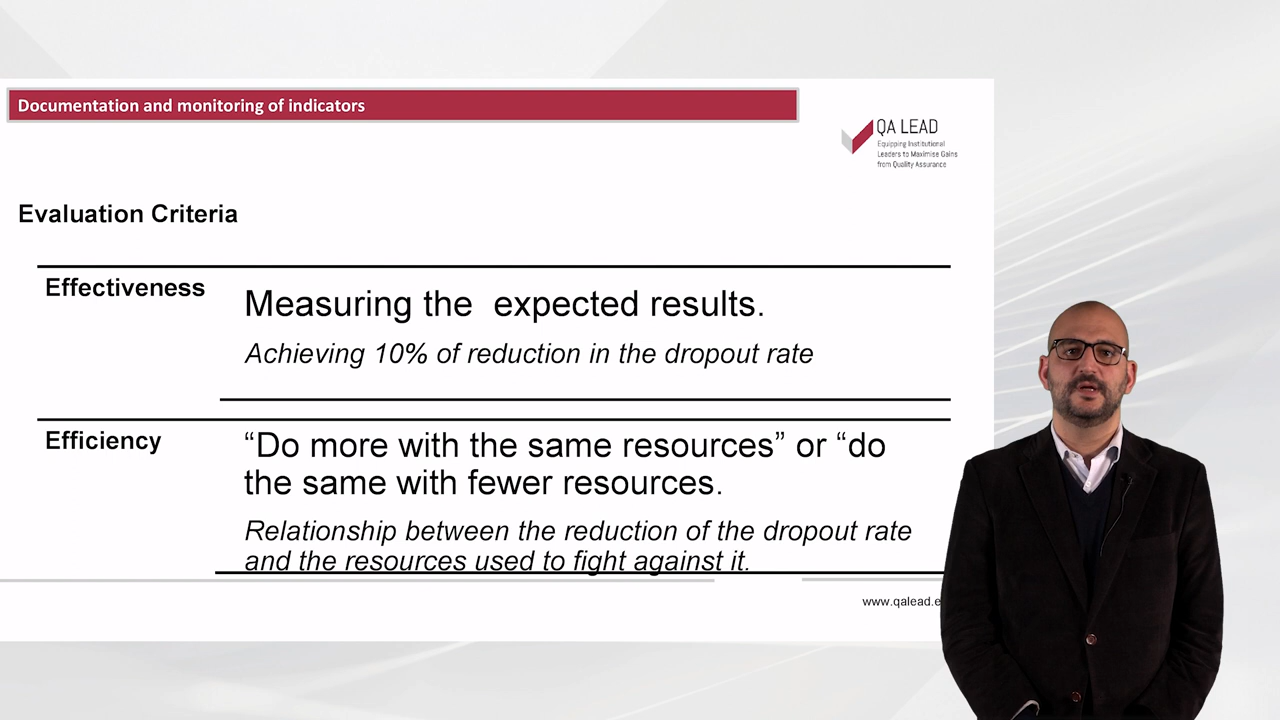 Documentation and monitoring of indicators
QA LEAD
Equipping Institutional
Leaders to Maximise Gains
from Quality Assurance
Evaluation Criteria
Effectiveness
Measuring the expected results.
Achieving 10% of reduction in the dropout rate
Efficiency
“Do more with the same resources” or “do
the same with fewer resources.
Relationship between the reduction of the dropout rate
and the resources used to fight against it.
www.qalead.e